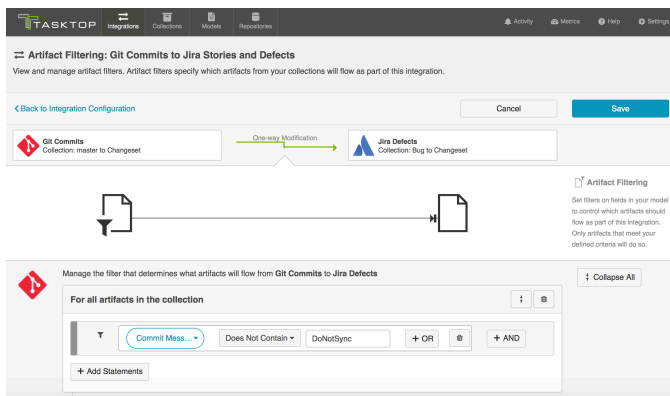 TASKTOP
Integrations
Collections
Models
Repositories
Activity
Metrics
Help
Settings
Artifact Filtering: Git Commits to Jira Stories and Defects
View and manage artifact filters. Artifact filters specify which artifacts from your collections will flow as part of this integration.
Back to Integration Configuration
Cancel
Save
Git Commits
Collection: master to Changeset
One-way Modification
Jira Defects
Collection: Bug to Changeset
Artifact Filtering
Set filters on fields in your model
to control which artifacts should
flow as part of this integration.
Only artifacts that meet your
defined criteria will do so.
Manage the filter that determines what artifacts will flow from Git Commits to Jira Defects
Collapse All
For all artifacts in the collection
Commit Mess...
Does Not Contain
DoNotSync
+ OR
+ AND
+ Add Statements